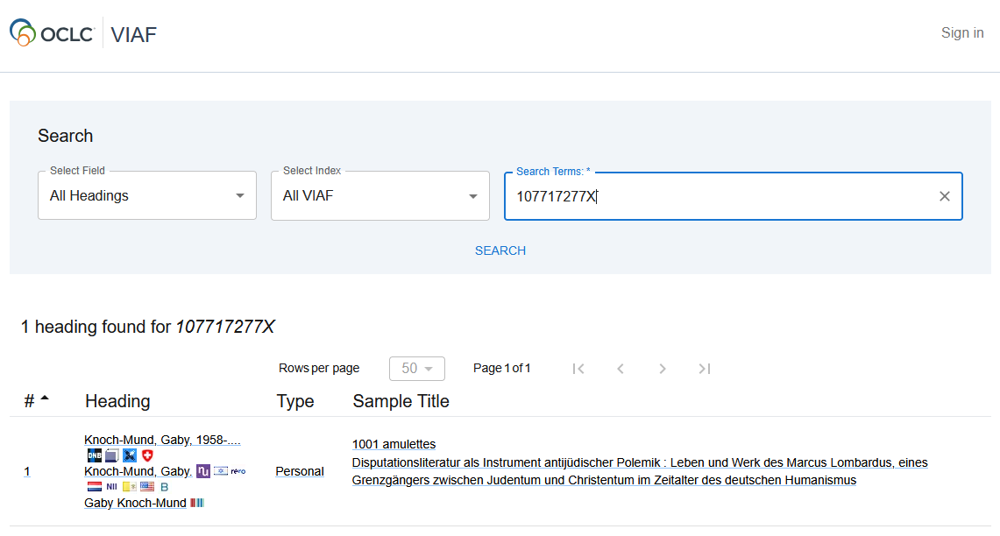 OCLC VIAF
Sign in
Search
Select Field
All Headings
Select Index
All VIAF
Search Terms: *
107717277X
SEARCH
1 heading found for 107717277X
Rows per page
50
Page 1 of 1
# Heading Type Sample Title
1
Knoch-Mund, Gaby, 1958-....
DNB
Knoch-Mund, Gaby.
rero
NII
B
Gaby Knoch-Mund
Personal
1001 amulettes
Disputationsliteratur als Instrument antijüdischer Polemik : Leben und Werk des Marcus Lombardus, eines
Grenzgängers zwischen Judentum und Christentum im Zeitalter des deutschen Humanismus